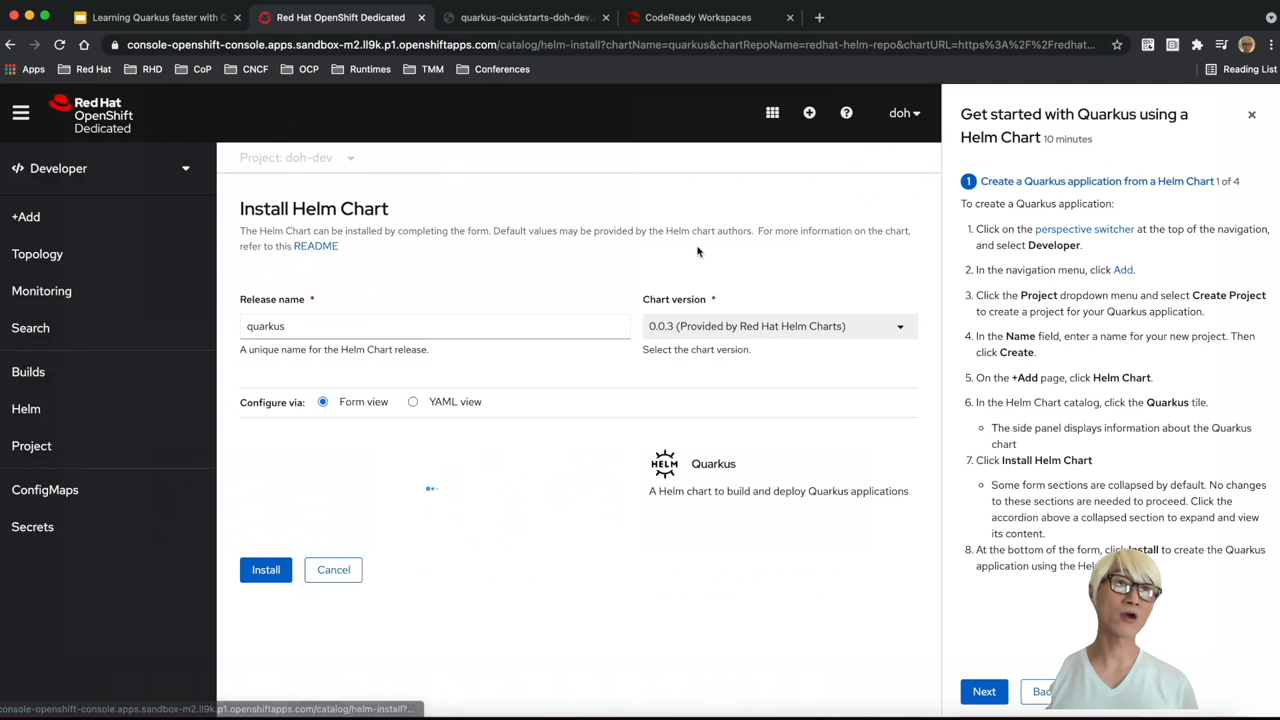 Learning Quarkus faster with Q
Red Hat OpenShift Dedicated
quarkus-quickstarts-doh-dev.
CodeReady Workspaces
console-openshift-console.apps.sandbox-m2.ll9k.p1.openshiftapps.com/catalog/helm-install?chartName=quarkus&chartRepoName=redhat-helm-repo&chartURL=https%3A%2F%2Fredhat...
Apps
Red Hat
RHD
CoP
CNCF
OCP
Runtimes
TMM
Conferences
Reading List
Red Hat
OpenShift
Dedicated
doh
Developer
+Add
Topology
Monitoring
Search
Builds
Helm
Project
ConfigMaps
Secrets
Project: doh-dev
Install Helm Chart
The Helm Chart can be installed by completing the form. Default values may be provided by the Helm chart authors. For more information on the chart,
refer to this README
Release name *
quarkus
A unique name for the Helm Chart release.
Chart version *
0.0.3 (Provided by Red Hat Helm Charts)
Select the chart version.
Configure via:
Form view
YAML view
HELM
Quarkus
A Helm chart to build and deploy Quarkus applications
Install
Cancel
Get started with Quarkus using a
Helm Chart 10 minutes
1 Create a Quarkus application from a Helm Chart 1 of 4
To create a Quarkus application:
1. Click on the perspective switcher at the top of the navigation,
and select Developer.
2. In the navigation menu, click Add.
3. Click the Project dropdown menu and select Create Project
to create a project for your Quarkus application.
4. In the Name field, enter a name for your new project. Then
click Create.
5. On the +Add page, click Helm Chart.
6. In the Helm Chart catalog, click the Quarkus tile.
The side panel displays information about the Quarkus
chart
7. Click Install Helm Chart
Some form sections are collapsed by default. No changes
to these sections are needed to proceed. Click the
accordion above a collapsed section to expand and view
its content.
8. At the bottom of the form, click Install to create the Quarkus
application using the
Next
console-openshift-console.apps.sandbox-m2.ll9k.p1.openshiftapps.com/catalog/helm-install?...